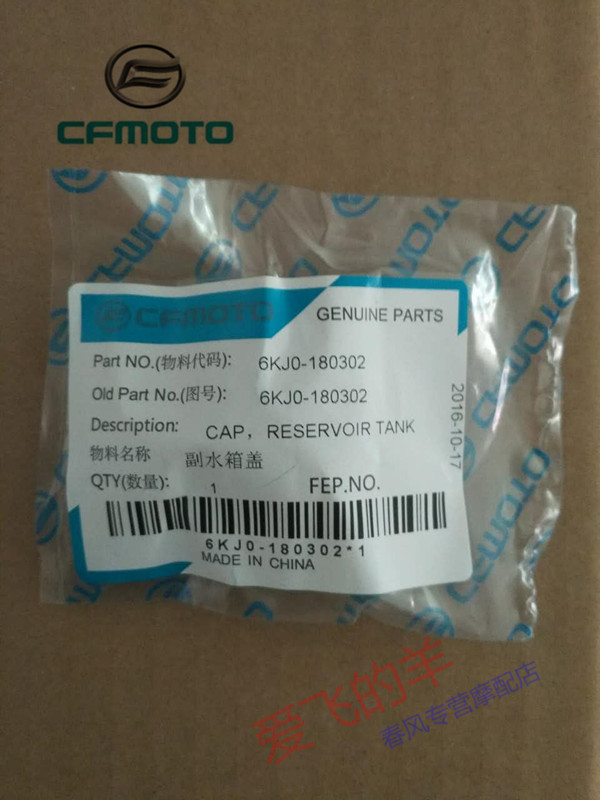 CFMOTO
CFMOTO
GENUINE PARTS
Part NO.(物料代码): 6KJ0-180302
Old Part No.(图号): 6KJ0-180302
Description: CAP, RESERVOIR TANK
物料名称 副水箱盖
QTY(数量): 1 FEP.NO.
2016-10-17
6KJ0-180302*1
MADE IN CHINA
CFMOTO
CFMOTO
CFMOTO
爱飞的羊
春风专营摩配店